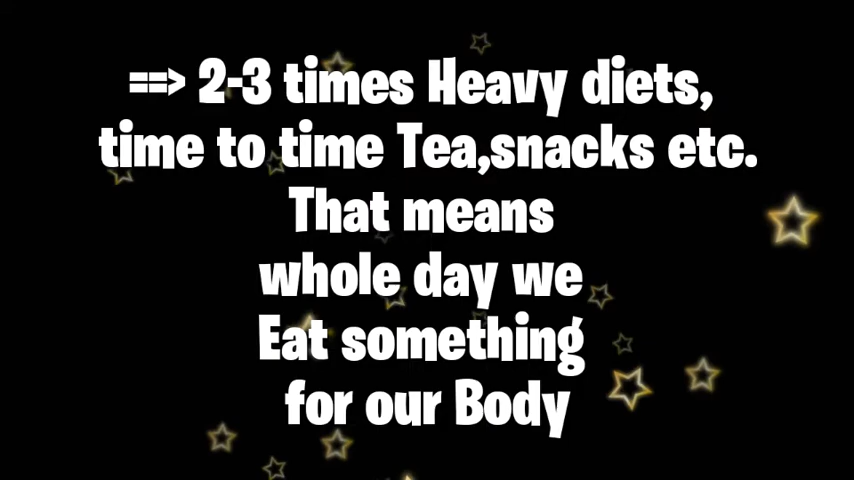 ==> 2-3 times Heavy diets,
time to time Tea,snacks etc.
That means
whole day we
Eat something
for our Body